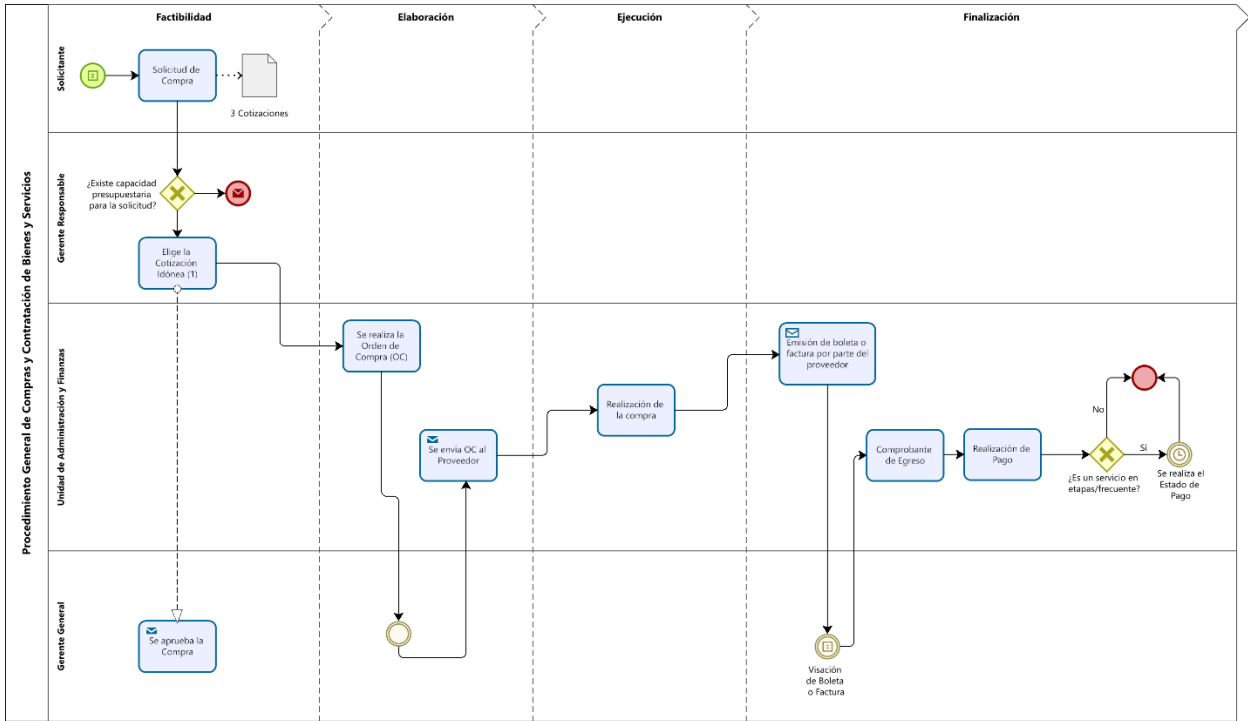 Factibilidad
Elaboración
Ejecución
Finalización
Procedimiento General de Compras y Contratación de Bienes y Servicios
Solicitante
Solicitud de
Compra
3 Cotizaciones
Gerente Responsable
¿Existe capacidad
presupuestaria
para la solicitud?
Elige la
Cotización
Idónea (1)
Unidad de Administración y Finanzas
Se realiza la
Orden de
Compra (OC)
Se envía OC al
Proveedor
Realización de
la compra
Emisión de boleta o
factura por parte del
proveedor
Comprobante
de Egreso
Realización de
Pago
¿Es un servicio en
etapas/frecuente?
No
Sí
Se realiza el
Estado de
Pago
Gerente General
Se aprueba la
Compra
Visación
de Boleta
o Factura